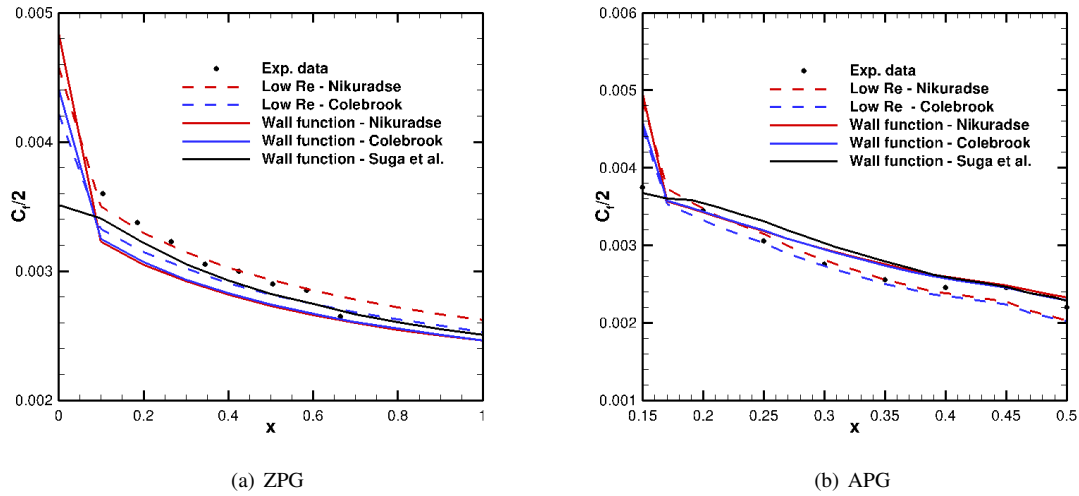 0.005
0.004
0.003
0.002
C_f/2
0
0.2
0.4
0.6
0.8
1
x
Exp. data
Low Re - Nikuradse
Low Re - Colebrook
Wall function - Nikuradse
Wall function - Colebrook
Wall function - Suga et al.
(a) ZPG
0.006
0.005
0.004
0.003
0.002
0.001
C_f/2
0.15
0.2
0.25
0.3
0.35
0.4
0.45
0.5
x
Exp. data
Low Re - Nikuradse
Low Re - Colebrook
Wall function - Nikuradse
Wall function - Colebrook
Wall function - Suga et al.
(b) APG